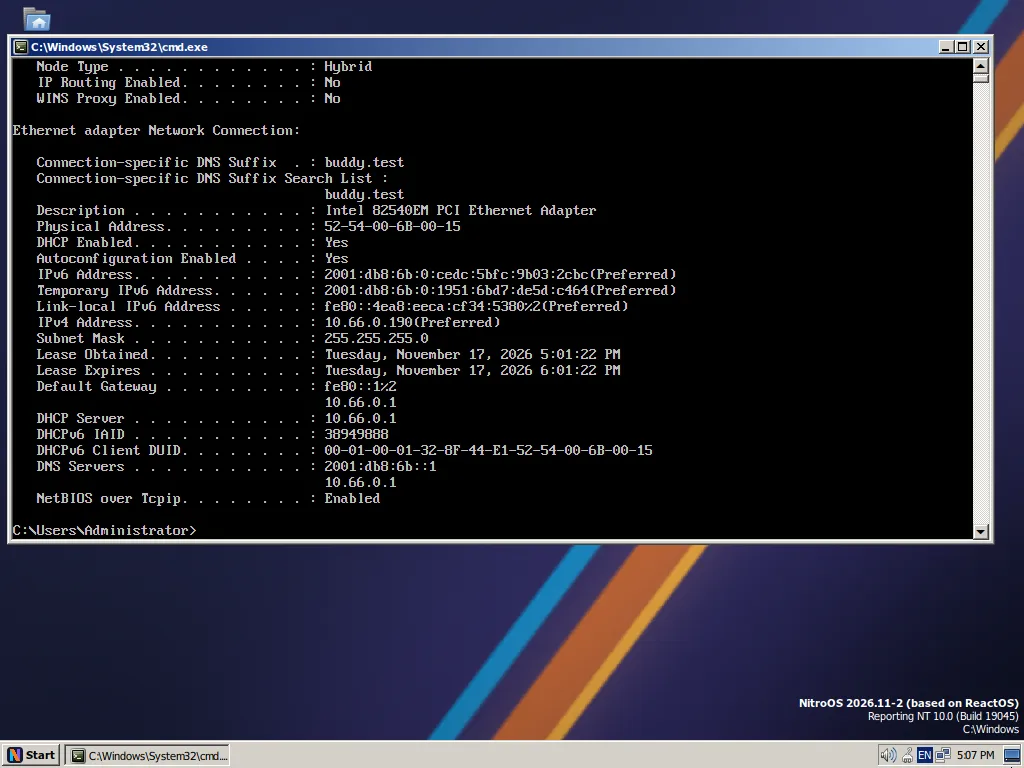 C:\Windows\System32\cmd.exe
Node Type . . . . . . . . . . . . : Hybrid
IP Routing Enabled. . . . . . . . : No
WINS Proxy Enabled. . . . . . . . : No
Ethernet adapter Network Connection:
Connection-specific DNS Suffix  . : buddy.test
Connection-specific DNS Suffix Search List :
buddy.test
Description . . . . . . . . . . . : Intel 82540EM PCI Ethernet Adapter
Physical Address. . . . . . . . . : 52-54-00-6B-00-15
DHCP Enabled. . . . . . . . . . . : Yes
Autoconfiguration Enabled . . . . : Yes
IPv6 Address. . . . . . . . . . . : 2001:db8:6b:0:cedc:5bfc:9b03:2cbc(Preferred)
Temporary IPv6 Address. . . . . . : 2001:db8:6b:0:1951:6bd7:de5d:c464(Preferred)
Link-local IPv6 Address . . . . . : fe80::4ea8:eeca:cf34:5380%2(Preferred)
IPv4 Address. . . . . . . . . . . : 10.66.0.190(Preferred)
Subnet Mask . . . . . . . . . . . : 255.255.255.0
Lease Obtained. . . . . . . . . . : Tuesday, November 17, 2026 5:01:22 PM
Lease Expires . . . . . . . . . . : Tuesday, November 17, 2026 6:01:22 PM
Default Gateway . . . . . . . . . : fe80::1%2
10.66.0.1
DHCP Server . . . . . . . . . . . : 10.66.0.1
DHCPv6 IAID . . . . . . . . . . . : 38949888
DHCPv6 Client DUID. . . . . . . . : 00-01-00-01-32-8F-44-E1-52-54-00-6B-00-15
DNS Servers . . . . . . . . . . . : 2001:db8:6b::1
10.66.0.1
NetBIOS over Tcpip. . . . . . . . : Enabled
C:\Users\Administrator>
NitroOS 2026.11-2 (based on ReactOS)
Reporting NT 10.0 (Build 19045)
C:\Windows
Start
C:\Windows\System32\cmd....
EN
5:07 PM